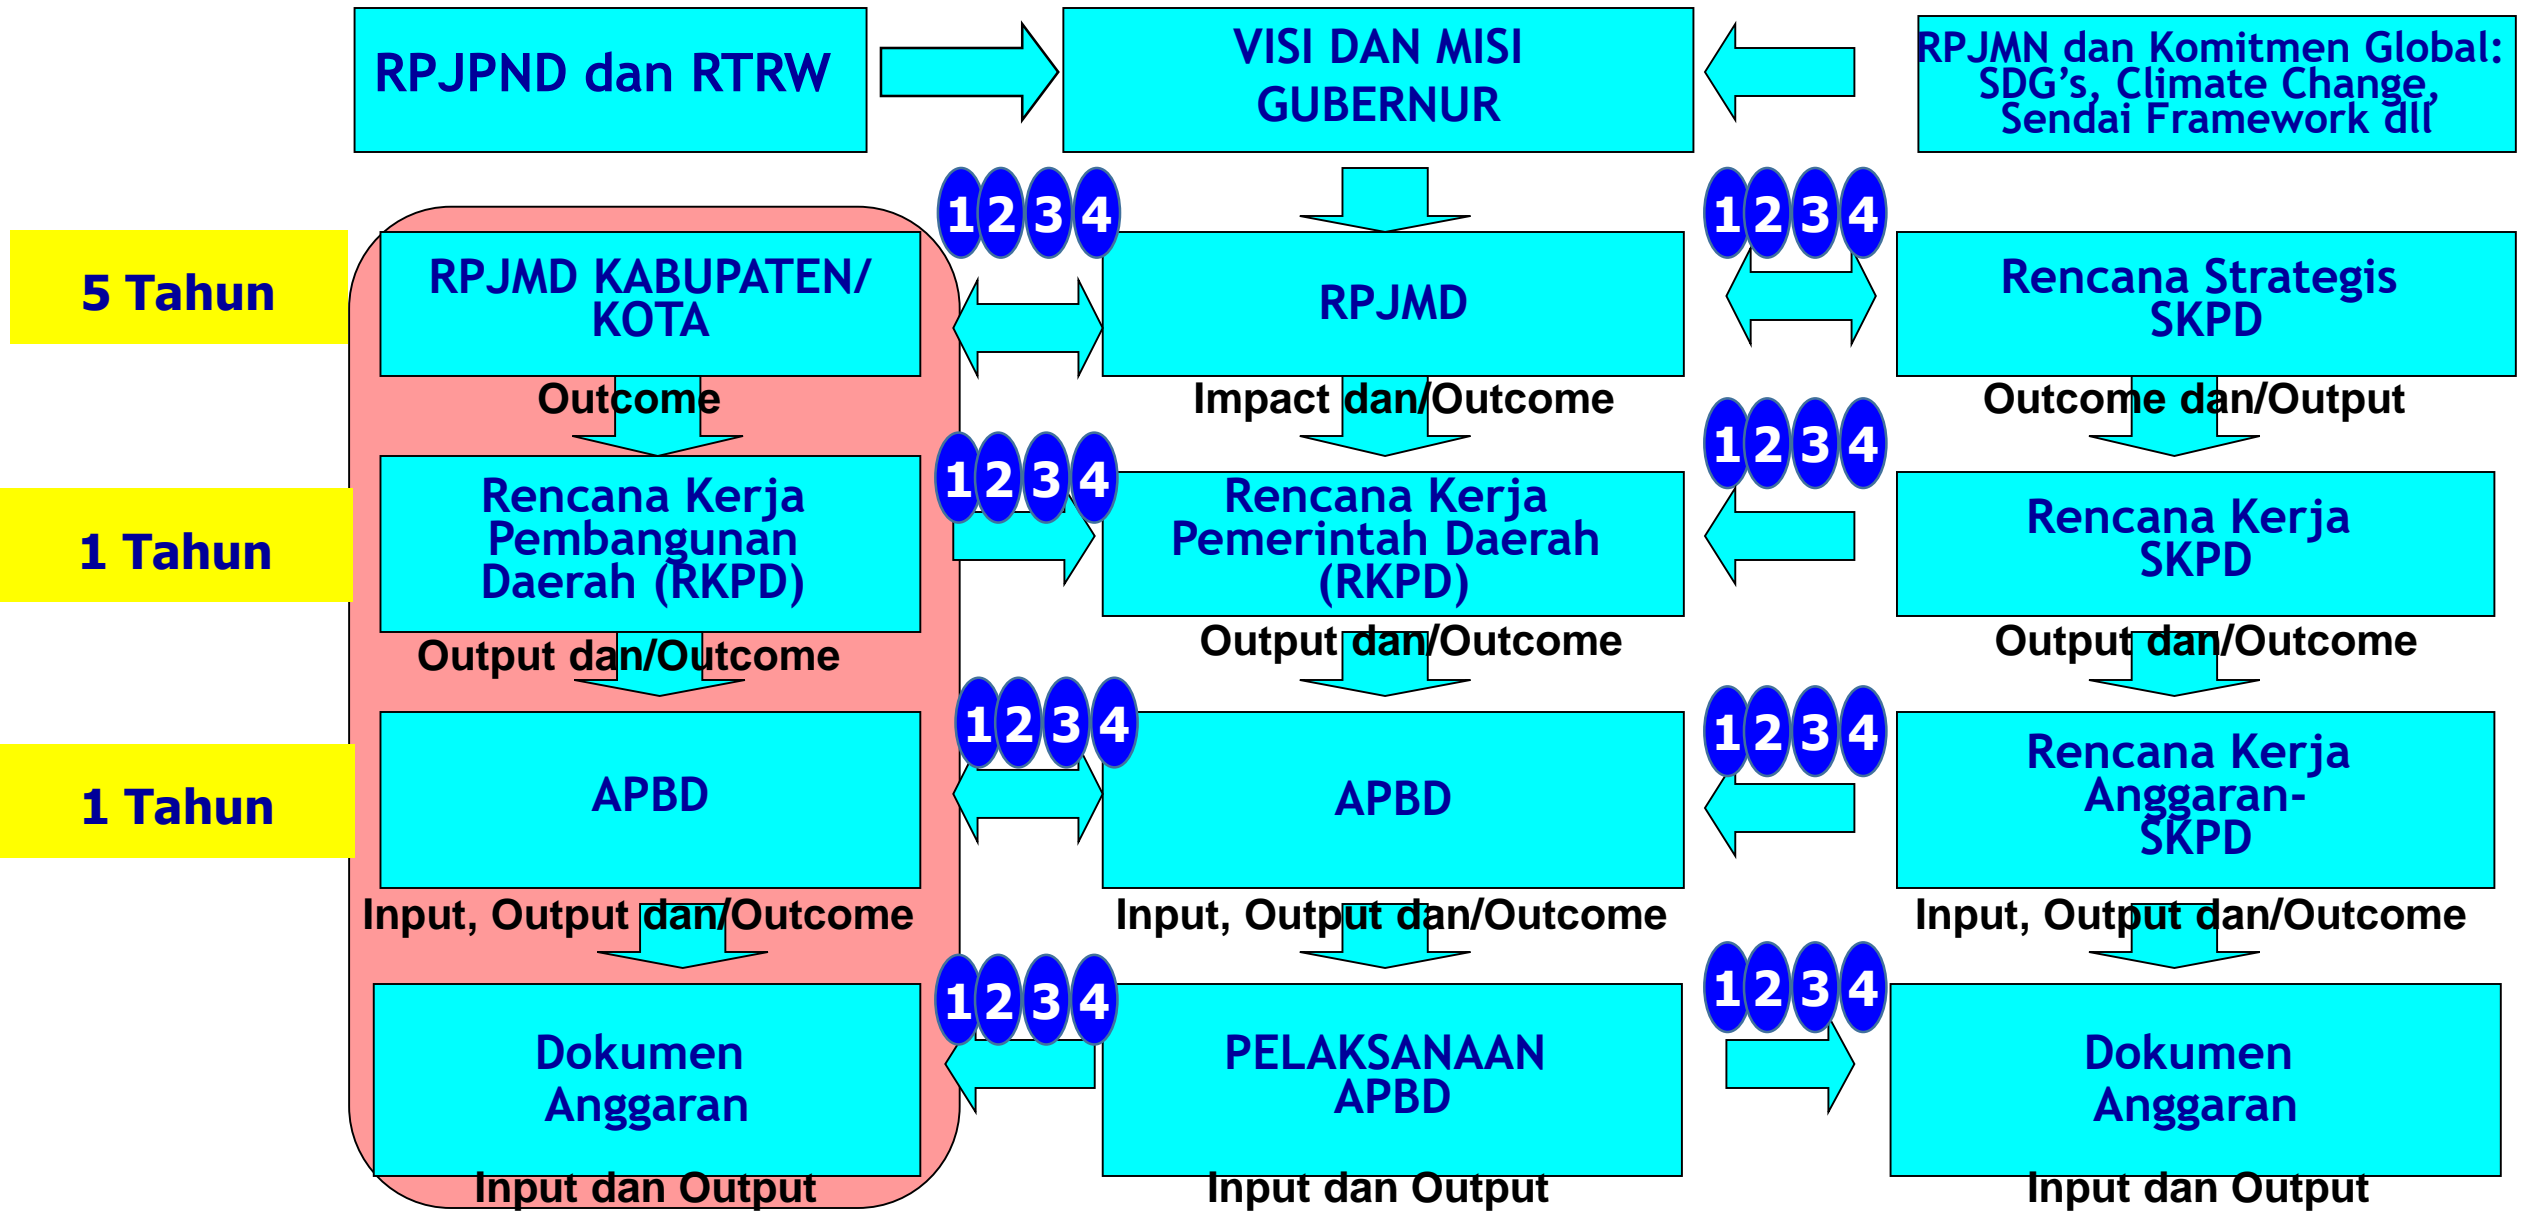 RPJPND dan RTRW
VISI DAN MISI
GUBERNUR
RPJMN dan Komitmen Global:
SDG’s, Climate Change,
Sendai Framework dll
1 2 3 4
1 2 3 4
5 Tahun
RPJMD KABUPATEN/
KOTA
RPJMD
Rencana Strategis
SKPD
Outcome
Impact dan/Outcome
Outcome dan/Output
1 2 3 4
1 2 3 4
1 Tahun
Rencana Kerja
Pembangunan
Daerah (RKPD)
Rencana Kerja
Pemerintah Daerah
(RKPD)
Rencana Kerja
SKPD
Output dan/Outcome
Output dan/Outcome
Output dan/Outcome
1 2 3 4
1 2 3 4
1 Tahun
APBD
APBD
Rencana Kerja
Anggaran-
SKPD
Input, Output dan/Outcome
Input, Output dan/Outcome
Input, Output dan/Outcome
1 2 3 4
1 2 3 4
Dokumen
Anggaran
PELAKSANAAN
APBD
Dokumen
Anggaran
Input dan Output
Input dan Output
Input dan Output